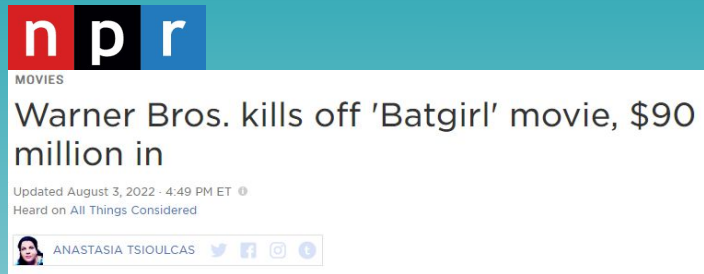 npr
MOVIES
Warner Bros. kills off 'Batgirl' movie, $90
million in
Updated August 3, 2022 · 4:49 PM ET
Heard on All Things Considered
ANASTASIA TSIOULCAS